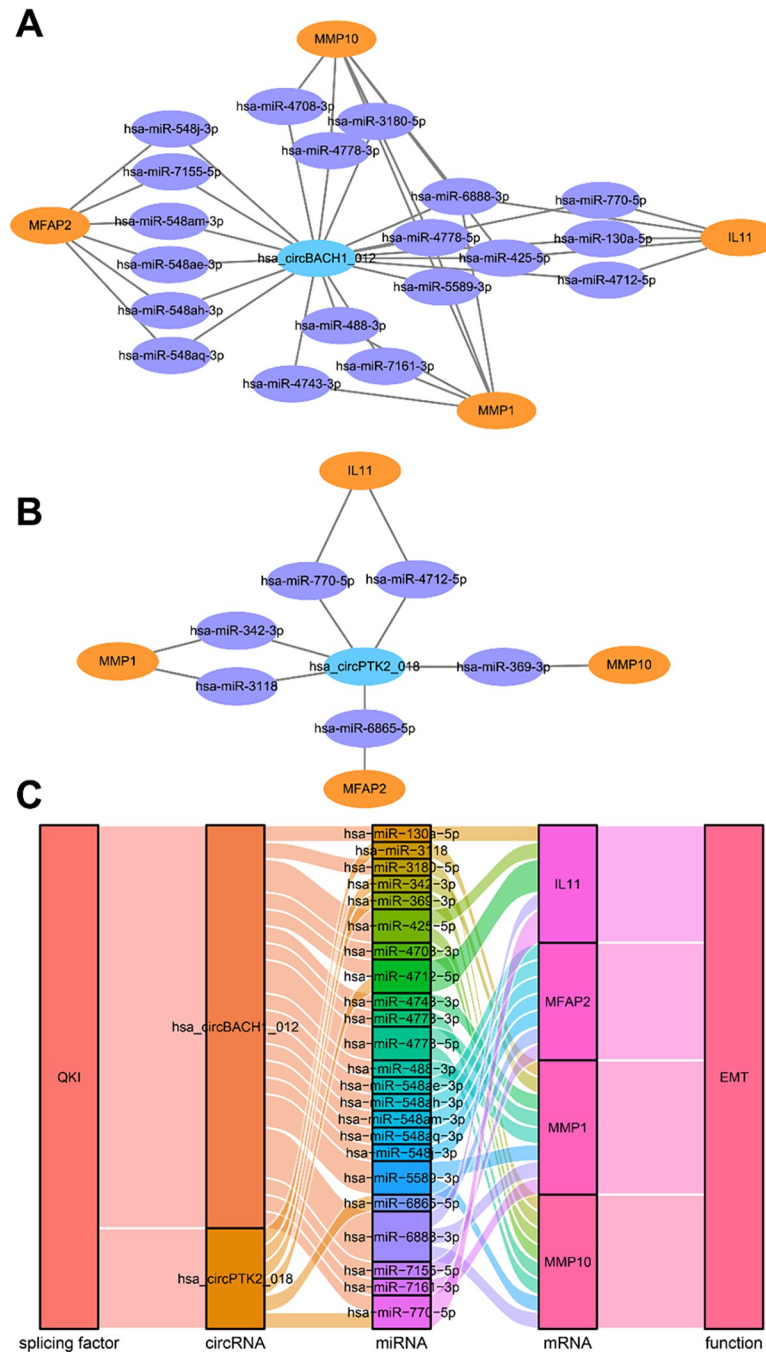 A
MMP10
hsa-miR-4708-3p
hsa-miR-3180-5p
hsa-miR-548j-3p
hsa-miR-4778-3p
hsa-miR-7155-5p
hsa-miR-6888-3p
hsa-miR-770-5p
MFAP2
hsa-miR-548am-3p
hsa-miR-4778-5p
hsa-miR-130a-5p
IL11
hsa_circBACH1_012
hsa-miR-425-5p
hsa-miR-548ae-3p
hsa-miR-5589-3p
hsa-miR-4712-5p
hsa-miR-548ah-3p
hsa-miR-488-3p
hsa-miR-548aq-3p
hsa-miR-7161-3p
hsa-miR-4743-3p
MMP1
B
IL11
hsa-miR-770-5p
hsa-miR-4712-5p
hsa-miR-342-3p
MMP1
hsa_circPTK2_018
hsa-miR-369-3p
MMP10
hsa-miR-3118
hsa-miR-6865-5p
MFAP2
C
hsa-miR-130a-5p
hsa-miR-3118
hsa-miR-3180-5p
hsa-miR-342-3p
hsa-miR-369-3p
hsa-miR-425-5p
hsa-miR-4708-3p
hsa-miR-4712-5p
hsa-miR-4743-3p
hsa-miR-4778-3p
hsa-miR-4778-5p
hsa-miR-488-3p
hsa-miR-548ae-3p
hsa-miR-548ah-3p
hsa-miR-548am-3p
hsa-miR-548aq-3p
hsa-miR-548j-3p
hsa-miR-5589-3p
hsa-miR-6865-5p
hsa-miR-6888-3p
hsa-miR-7155-5p
hsa-miR-7161-3p
hsa-miR-770-5p
QKI
hsa_circBACH1_012
hsa_circPTK2_018
IL11
MFAP2
MMP1
MMP10
EMT
splicing factor
circRNA
miRNA
mRNA
function